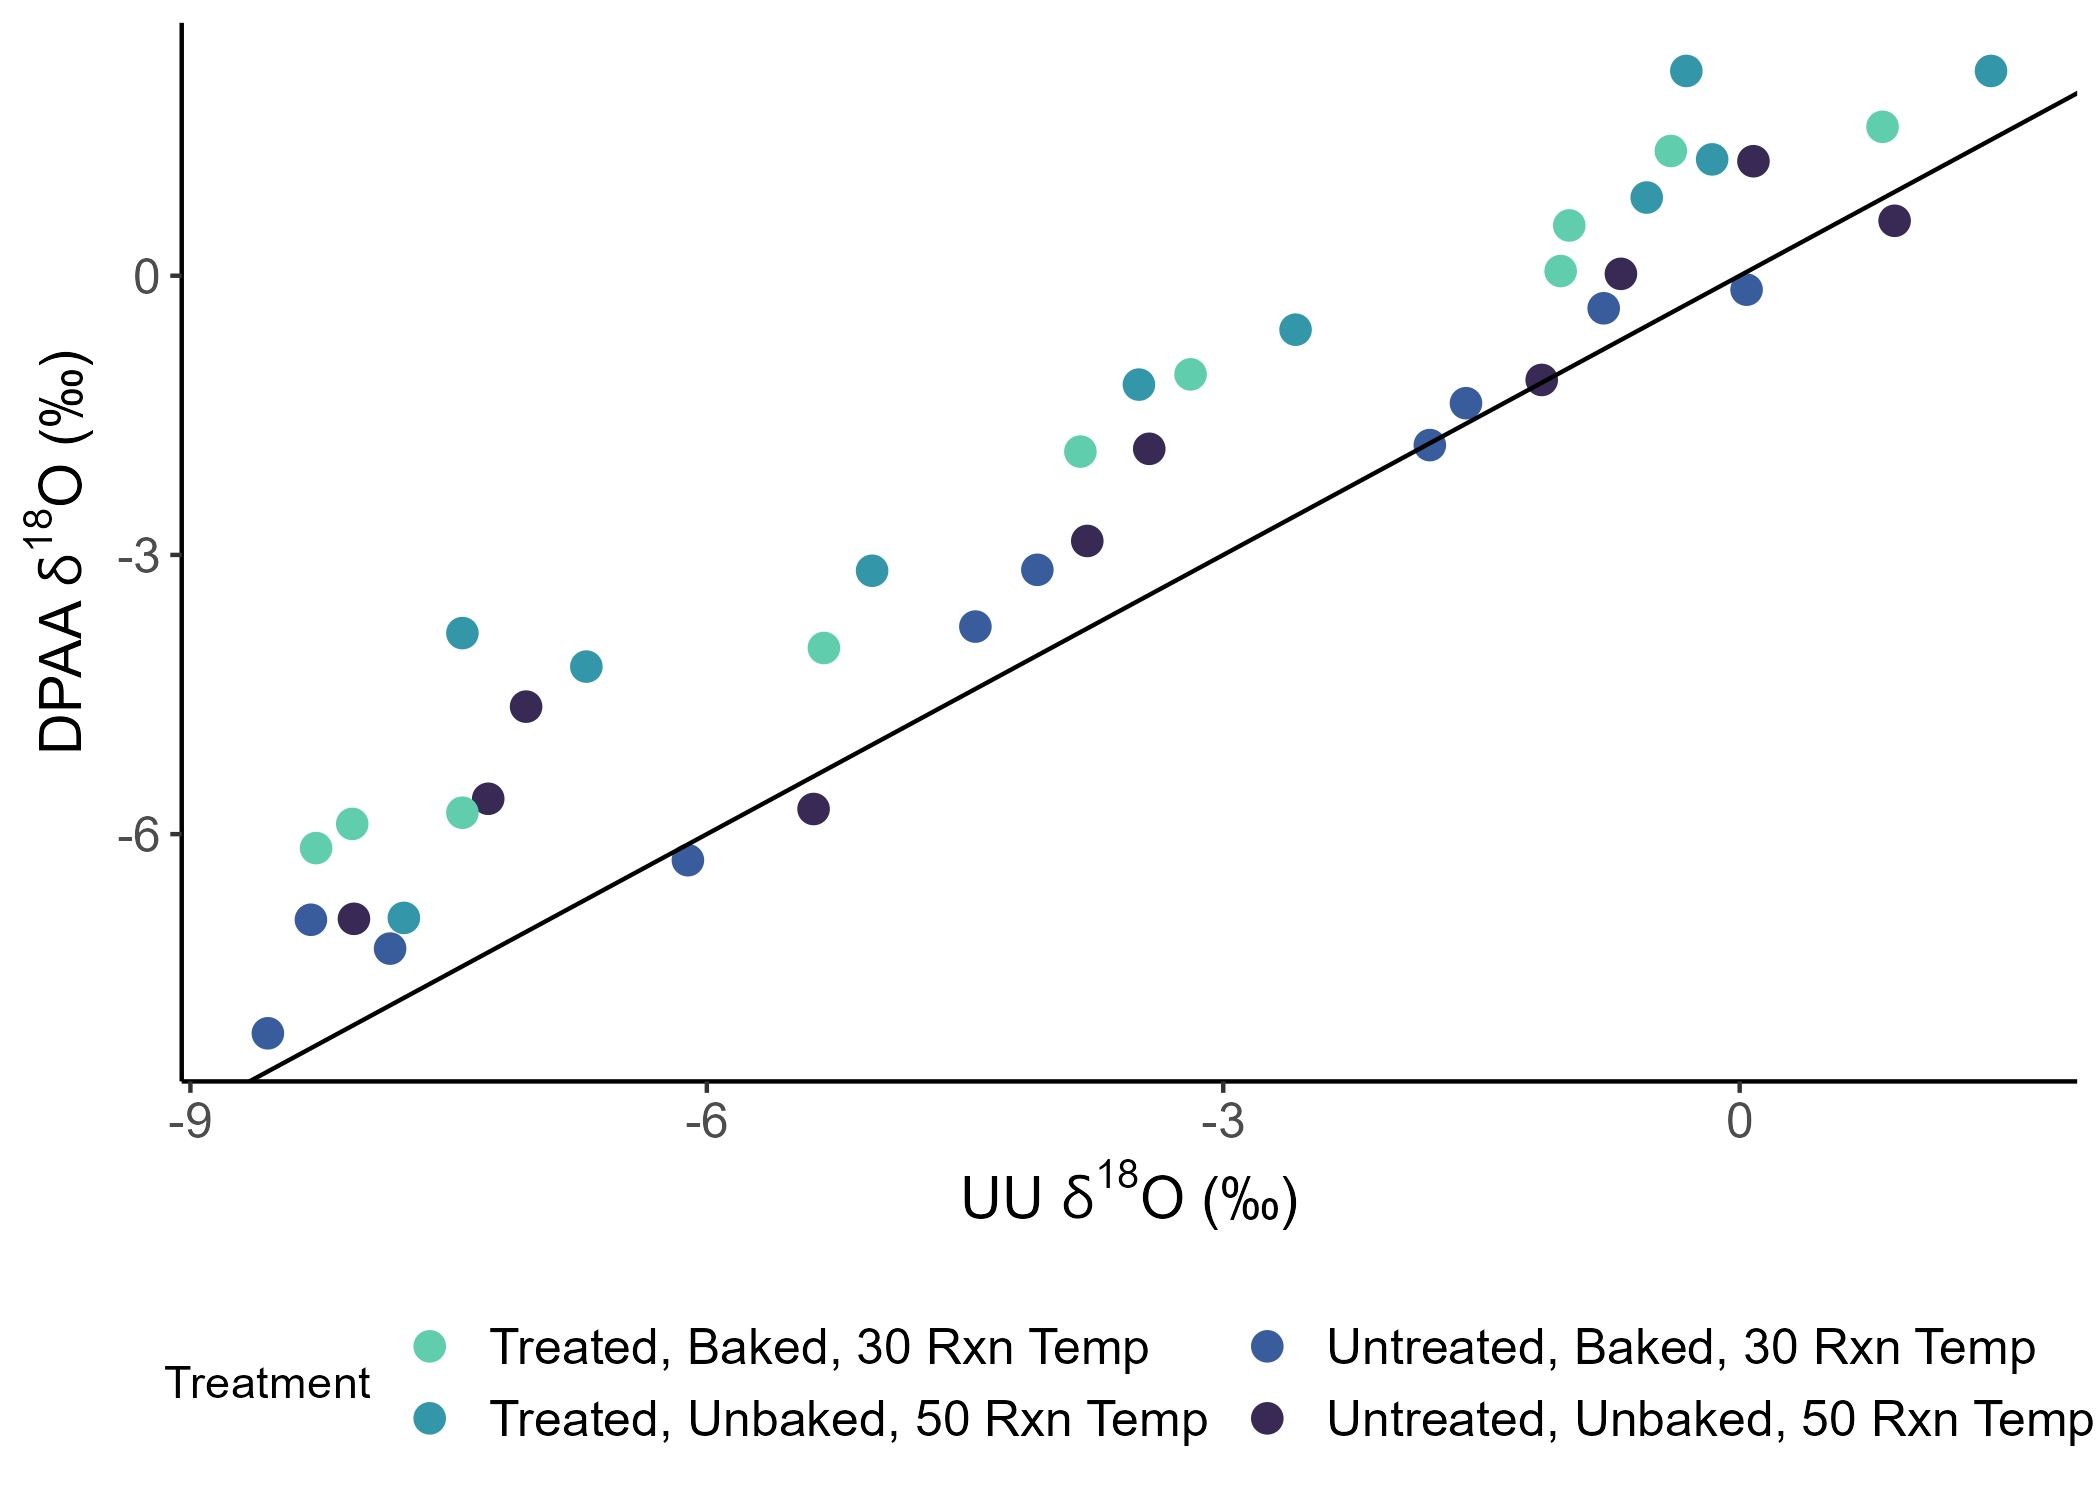 DPAA δ¹⁸O (‰)
0
-3
-6
-9 -6 -3 0
UU δ¹⁸O (‰)
Treatment
Treated, Baked, 30 Rxn Temp
Treated, Unbaked, 50 Rxn Temp
Untreated, Baked, 30 Rxn Temp
Untreated, Unbaked, 50 Rxn Temp